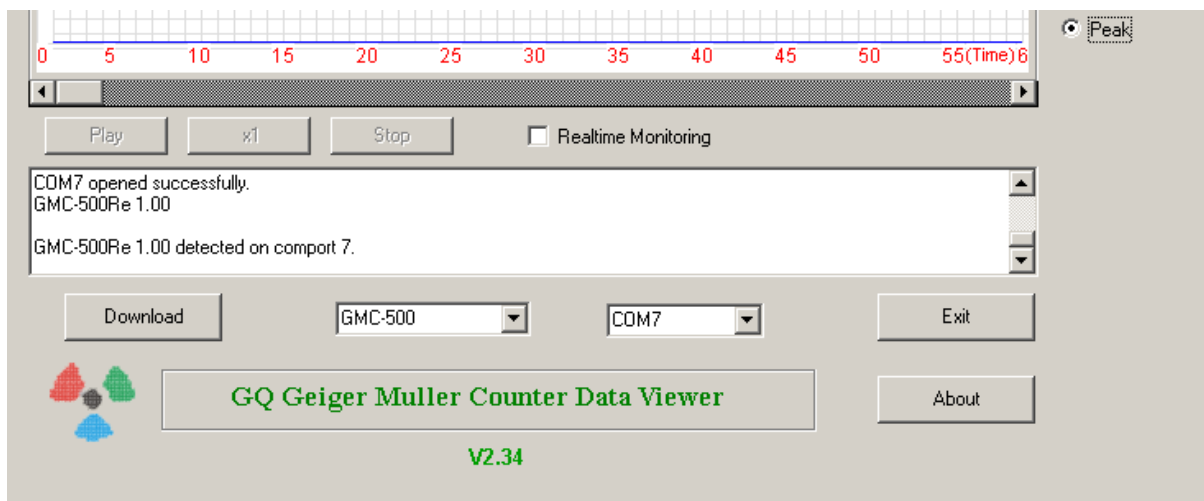 Peak
0 5 10 15 20 25 30 35 40 45 50 55(Time)6
Play x1 Stop Realtime Monitoring
COM7 opened successfully.
GMC-500Re 1.00
GMC-500Re 1.00 detected on comport 7.
Download GMC-500 COM7 Exit
GQ Geiger Muller Counter Data Viewer
About
V2.34